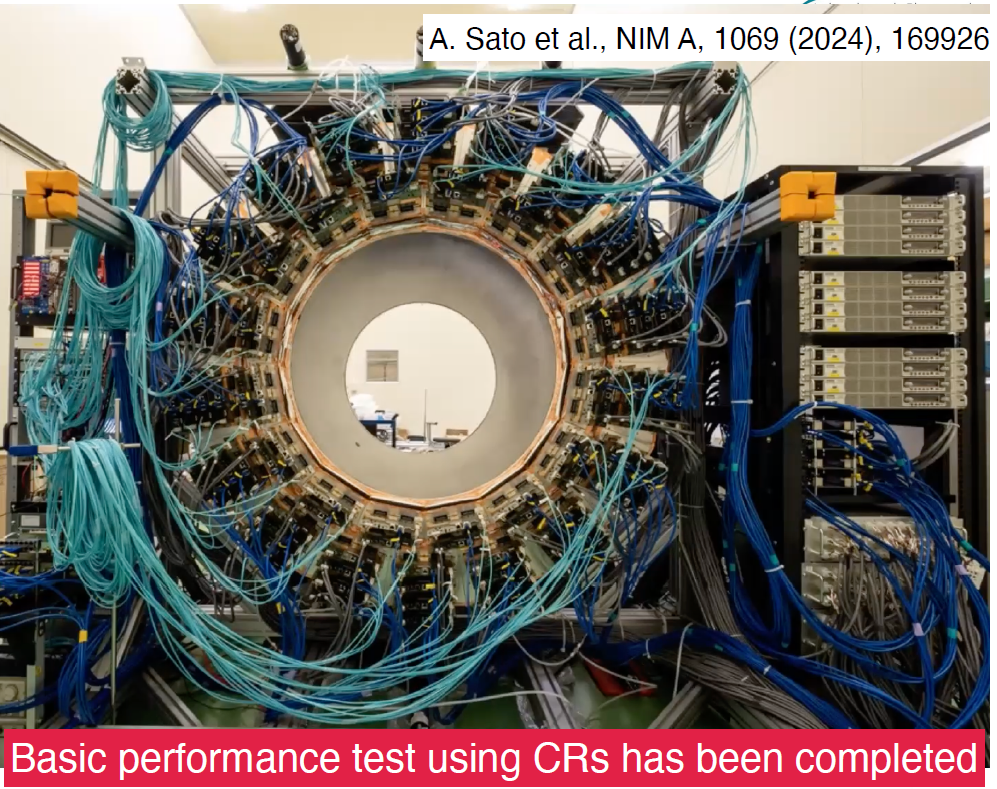 A. Sato et al., NIM A, 1069 (2024), 169926
Basic performance test using CRs has been completed